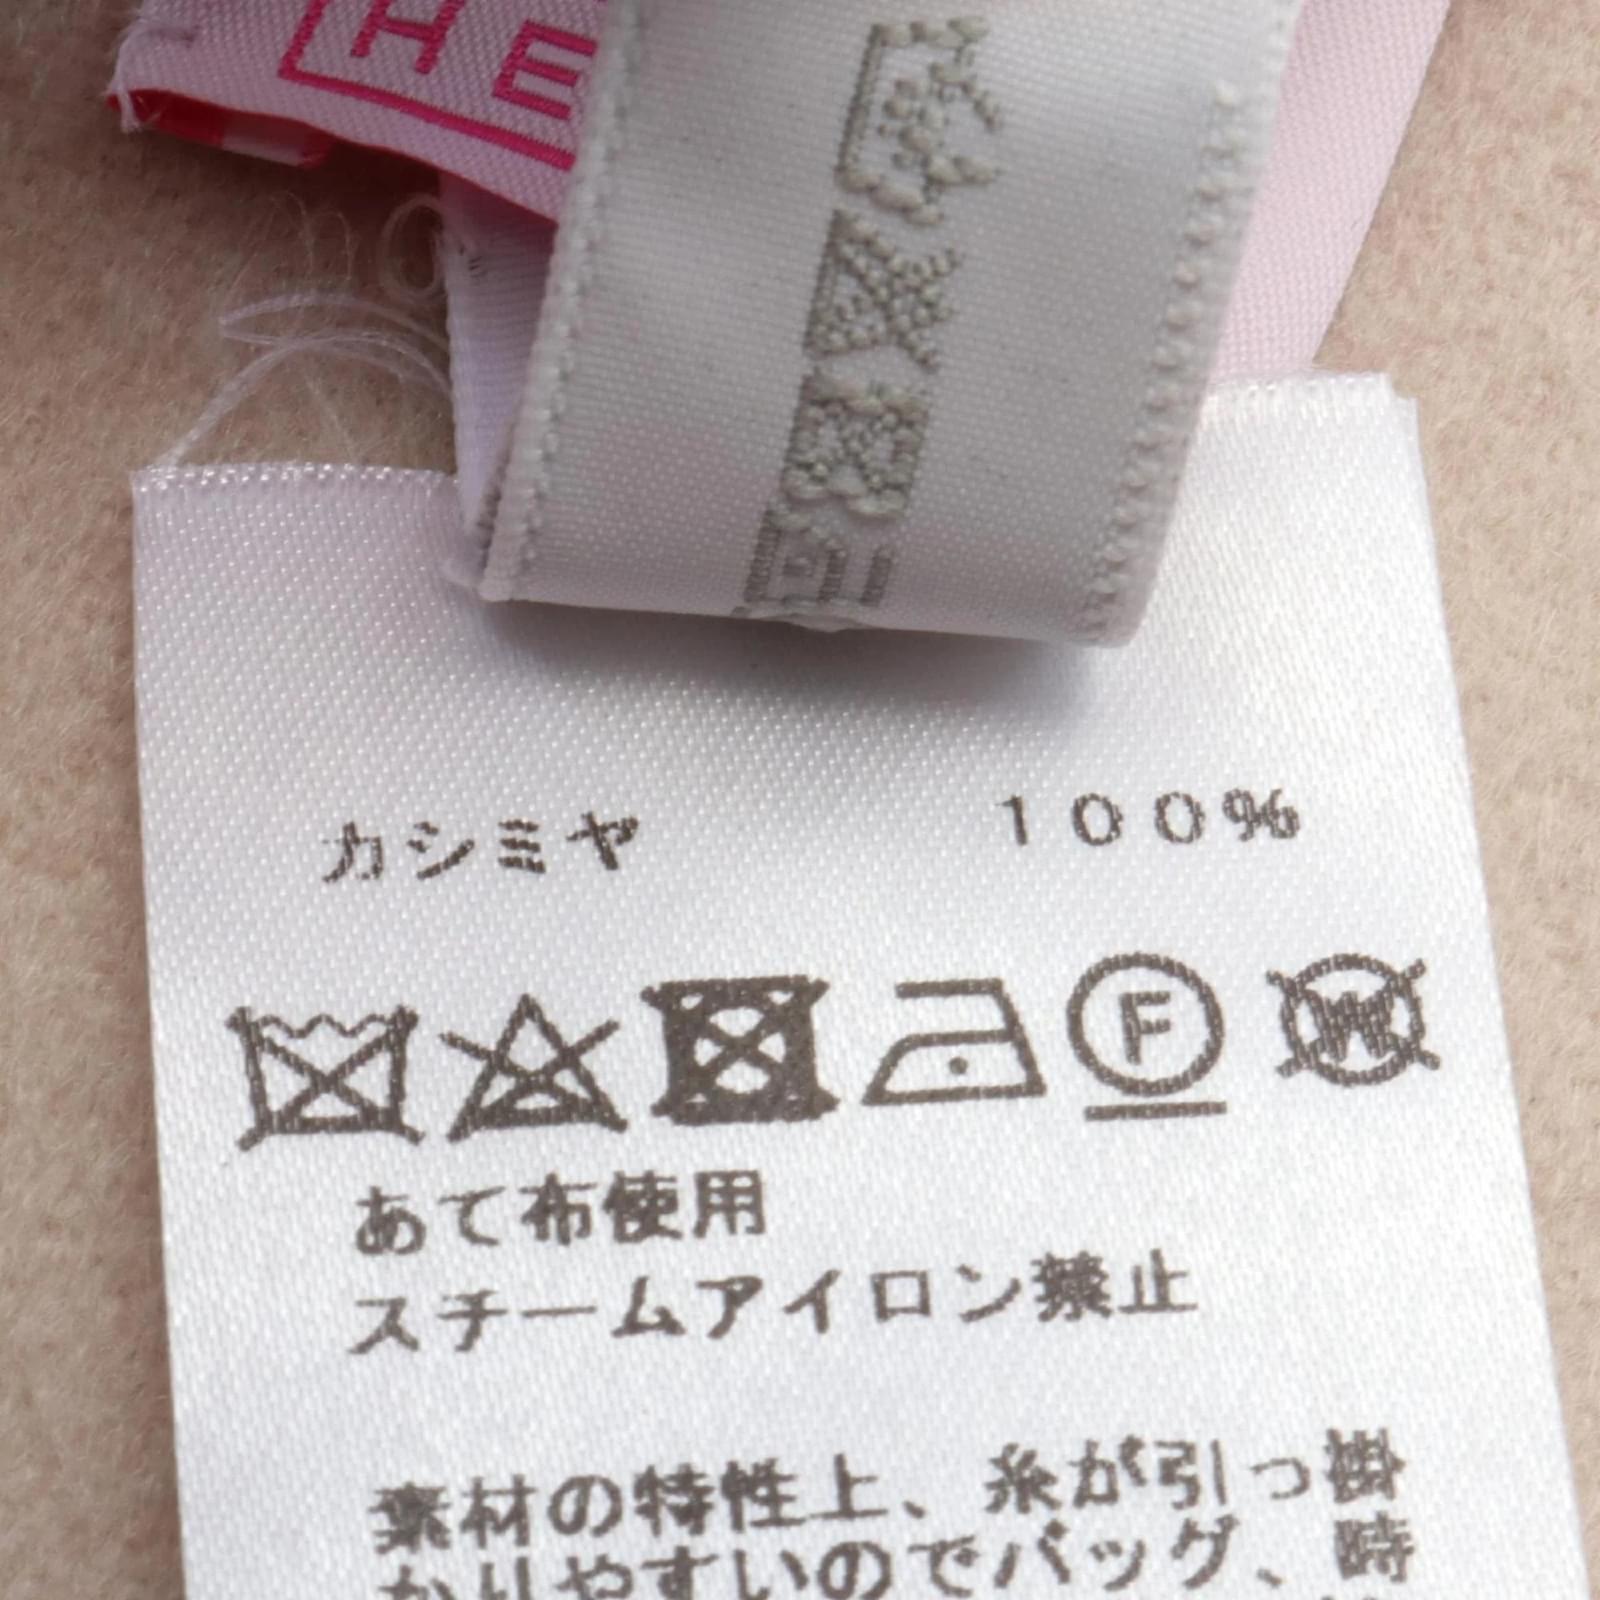 HE
カシミヤ 100%
F W
あて布使用
スチームアイロン禁止
素材の特性上、糸が引っ掛
かりやすいのでバッグ、時